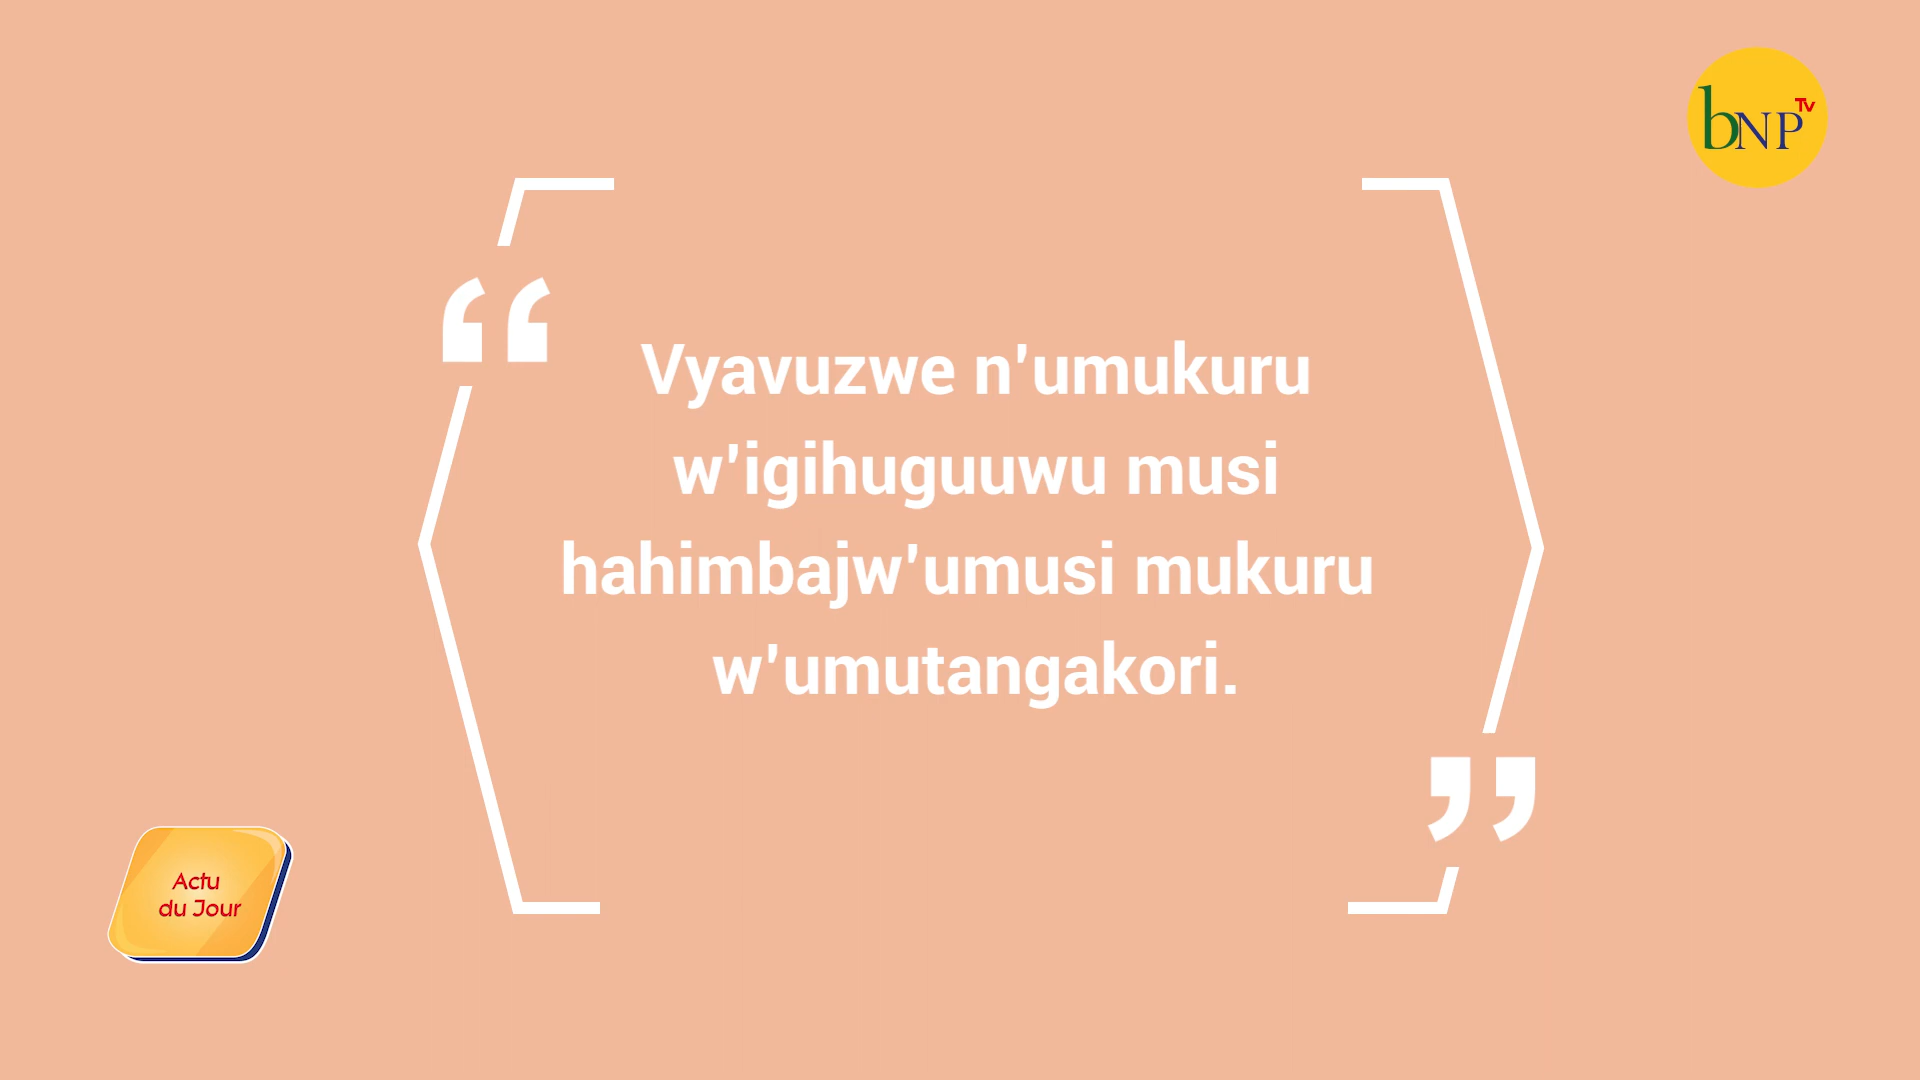 bNP Tv
Vyavuzwe n'umukuru
w'igihuguuwu musi
hahimbajw'umusi mukuru
w'umutangakori.
Actu
du Jour